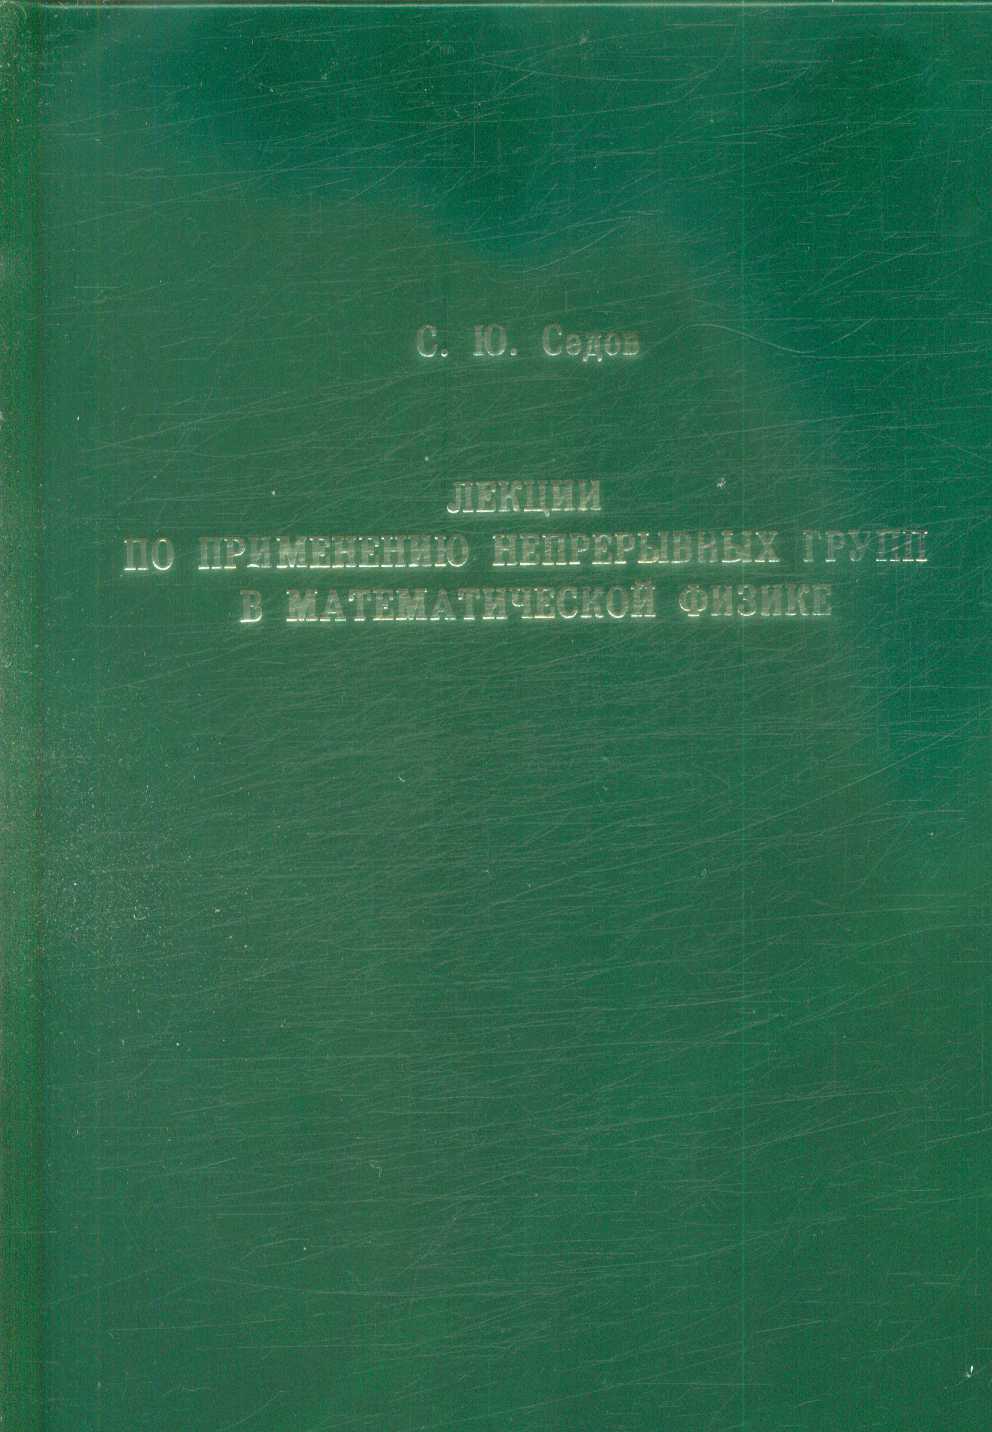 С. Ю. Седов
ЛЕКЦИИ
ПО ПРИМЕНЕНИЮ НЕПРЕРЫВНЫХ ГРУПП
В МАТЕМАТИЧЕСКОЙ ФИЗИКЕ